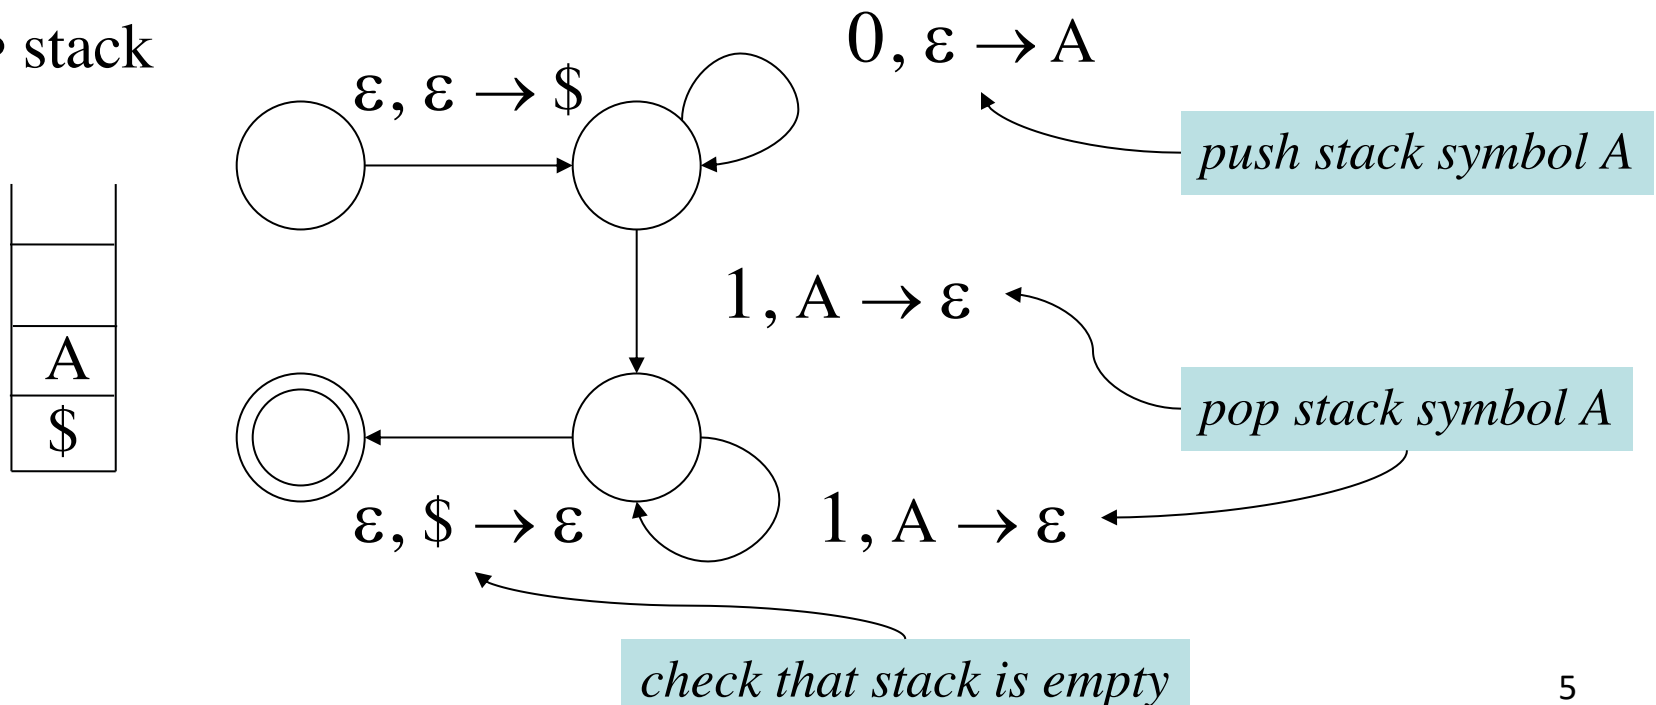 • stack
0, ε → A
ε, ε → $
push stack symbol A
1, A → ε
A
$
pop stack symbol A
ε, $ → ε
1, A → ε
check that stack is empty
5